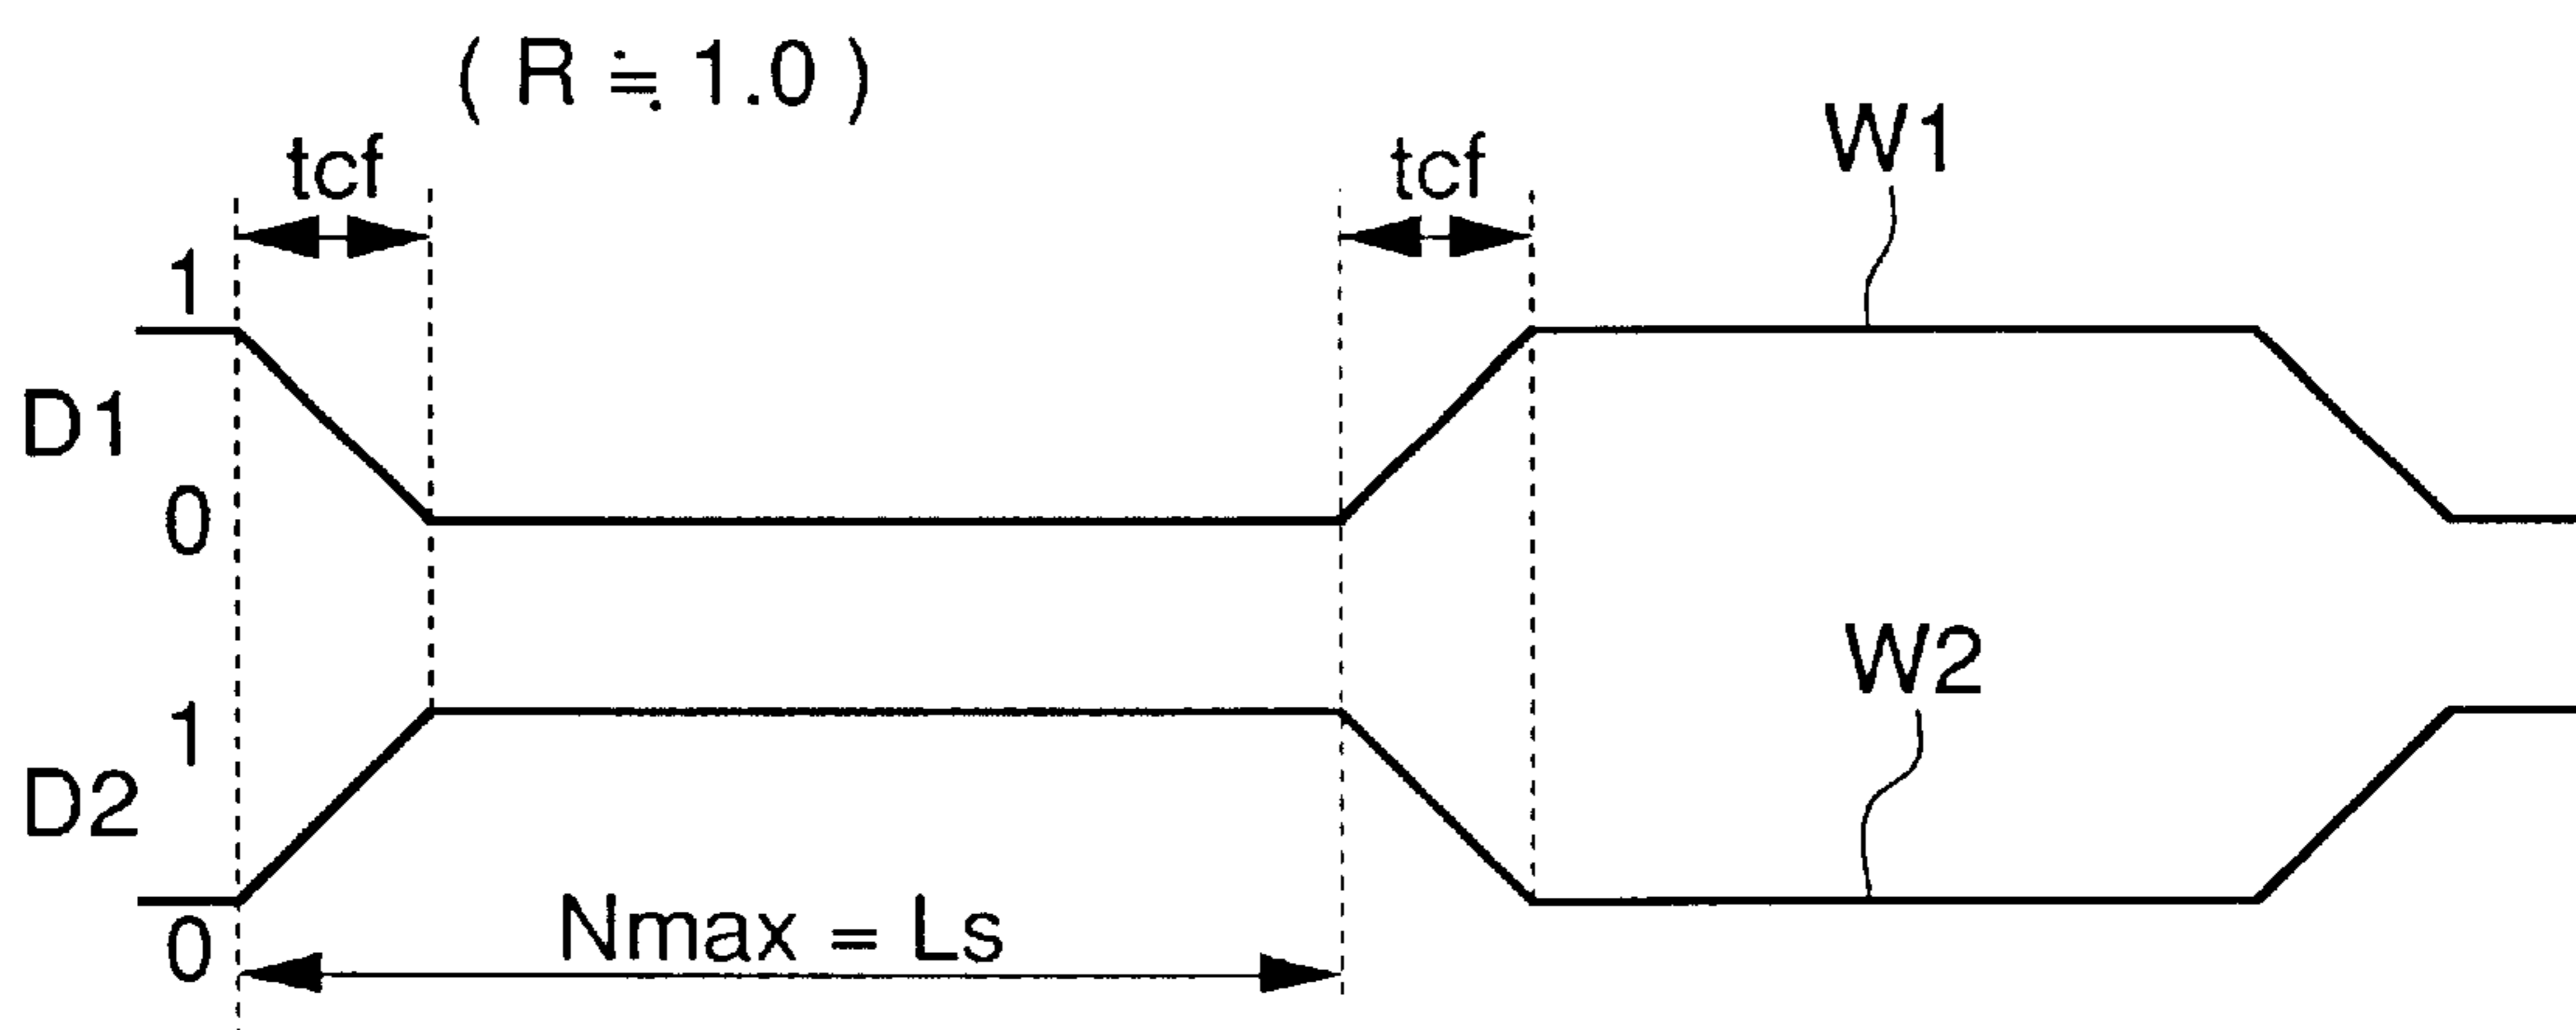 ( R ≒ 1.0 )
tcf
tcf
W1
1
D1
0
W2
1
D2
0
Nmax = Ls